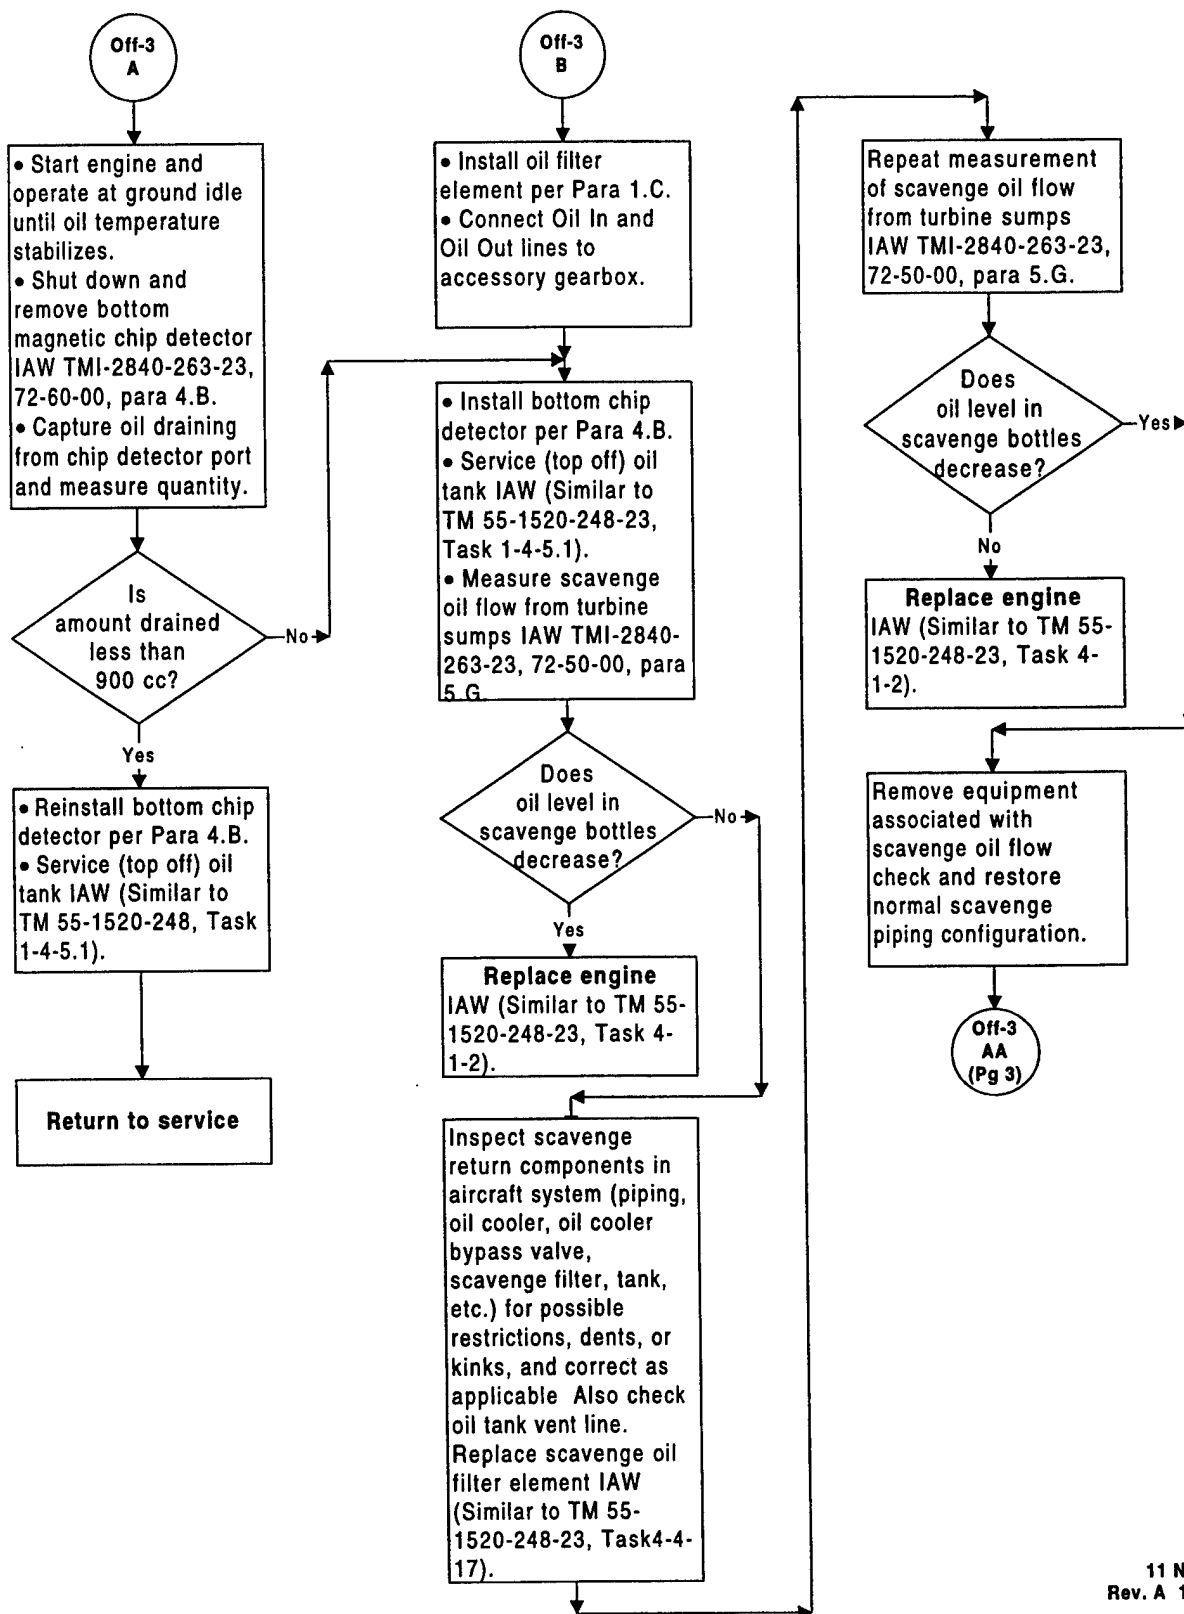 Off-3
A
• Start engine and
operate at ground idle
until oil temperature
stabilizes.
• Shut down and
remove bottom
magnetic chip detector
IAW TMI-2840-263-23,
72-60-00, para 4.B.
• Capture oil draining
from chip detector port
and measure quantity.
Is
amount drained
less than
900 cc?
No
Yes
• Reinstall bottom chip
detector per Para 4.B.
• Service (top off) oil
tank IAW (Similar to
TM 55-1520-248, Task
1-4-5.1).
Return to service
Off-3
B
• Install oil filter
element per Para 1.C.
• Connect Oil In and
Oil Out lines to
accessory gearbox.
• Install bottom chip
detector per Para 4.B.
• Service (top off) oil
tank IAW (Similar to
TM 55-1520-248-23,
Task 1-4-5.1).
• Measure scavenge
oil flow from turbine
sumps IAW TMI-2840-
263-23, 72-50-00, para
5.G.
Does
oil level in
scavenge bottles
decrease?
No
Yes
Replace engine
IAW (Similar to TM 55-
1520-248-23, Task 4-
1-2).
Inspect scavenge
return components in
aircraft system (piping,
oil cooler, oil cooler
bypass valve,
scavenge filter, tank,
etc.) for possible
restrictions, dents, or
kinks, and correct as
applicable Also check
oil tank vent line.
Replace scavenge oil
filter element IAW
(Similar to TM 55-
1520-248-23, Task4-4-
17).
Repeat measurement
of scavenge oil flow
from turbine sumps
IAW TMI-2840-263-23,
72-50-00, para 5.G.
Does
oil level in
scavenge bottles
decrease?
Yes
No
Replace engine
IAW (Similar to TM 55-
1520-248-23, Task 4-
1-2).
Remove equipment
associated with
scavenge oil flow
check and restore
normal scavenge
piping configuration.
Off-3
AA
(Pg 3)
11 N
Rev. A 1